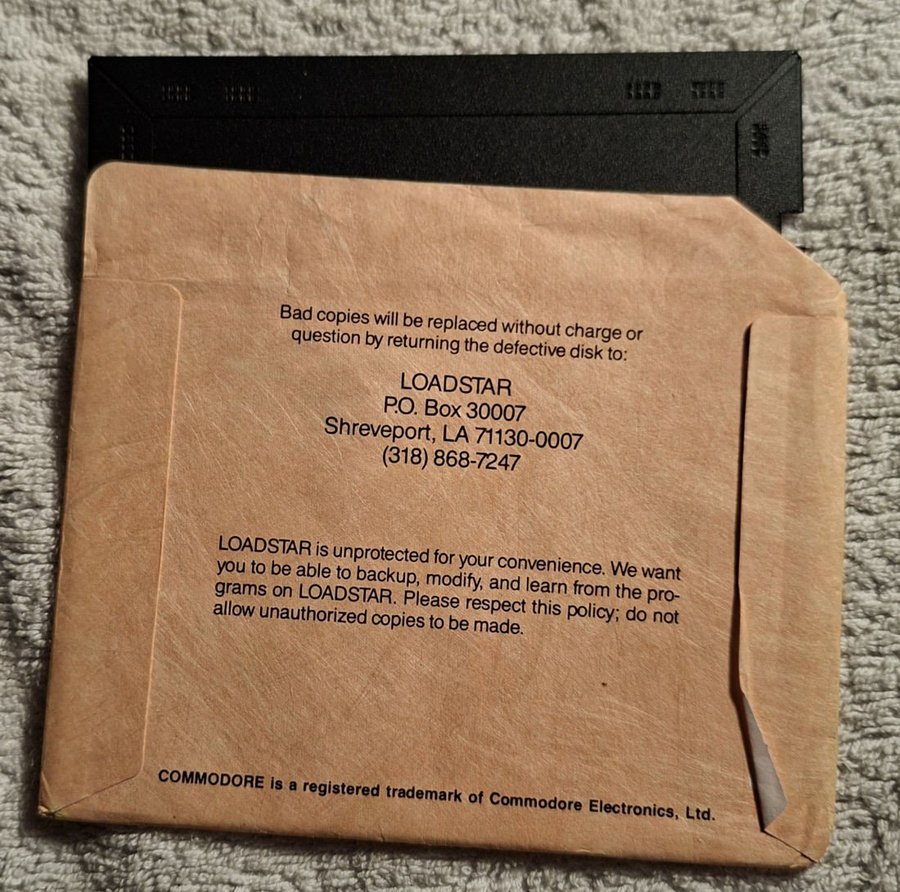 Bad copies will be replaced without charge or
question by returning the defective disk to:
LOADSTAR
P.O. Box 30007
Shreveport, LA 71130-0007
(318) 868-7247
LOADSTAR is unprotected for your convenience. We want
you to be able to backup, modify, and learn from the pro-
grams on LOADSTAR. Please respect this policy; do not
allow unauthorized copies to be made.
COMMODORE is a registered trademark of Commodore Electronics, Ltd.